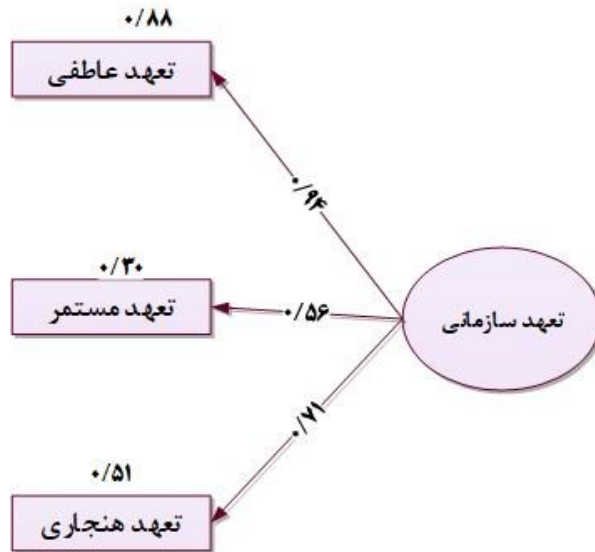 ۰/۸۸
تعهد عاطفی
۰/۹۴
۰/۳۰
تعهد مستمر
۰/۵۶
تعهد سازمانی
۰/۷۱
۰/۵۱
تعهد هنجاری